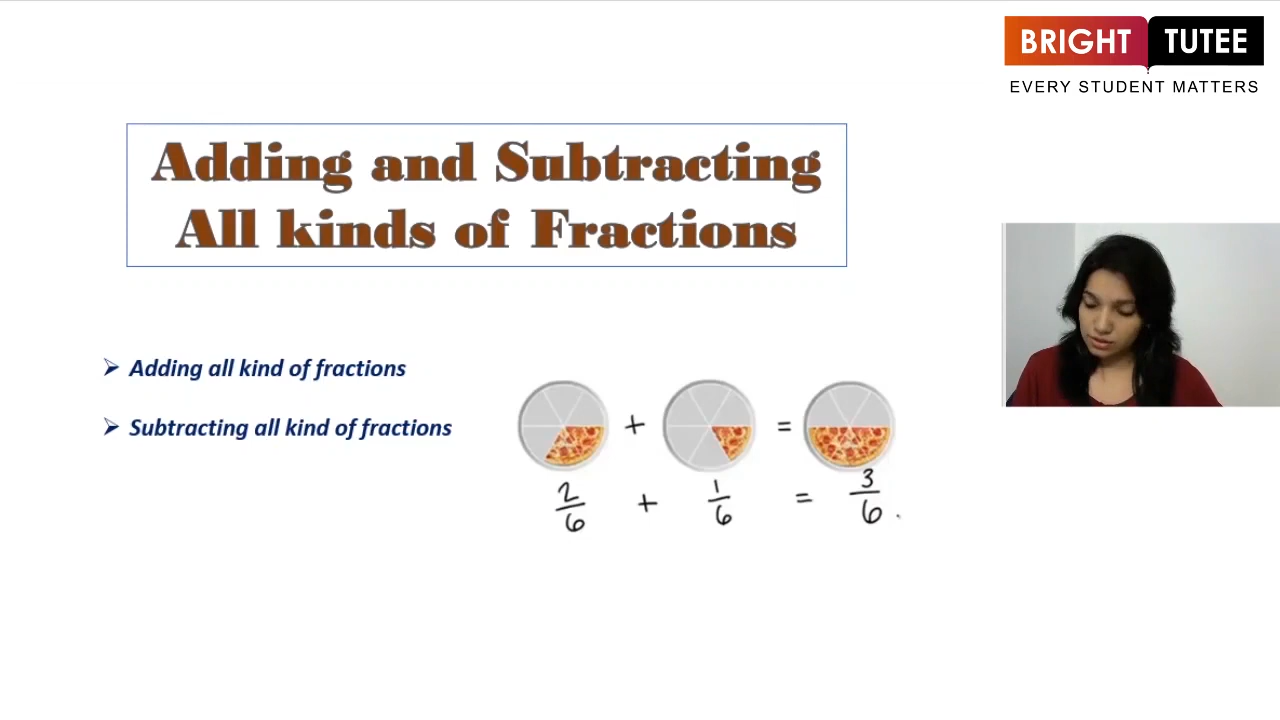 BRIGHT TUTEE
EVERY STUDENT MATTERS
Adding and Subtracting
All kinds of Fractions
➢ Adding all kind of fractions
➢ Subtracting all kind of fractions
+ =
2/6 + 1/6 = 3/6